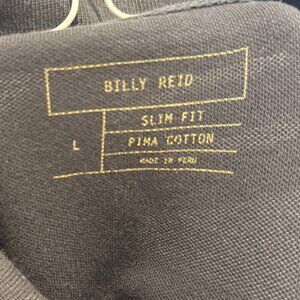 BILLY REID
SLIM FIT
L
PIMA COTTON
MADE IN PERU